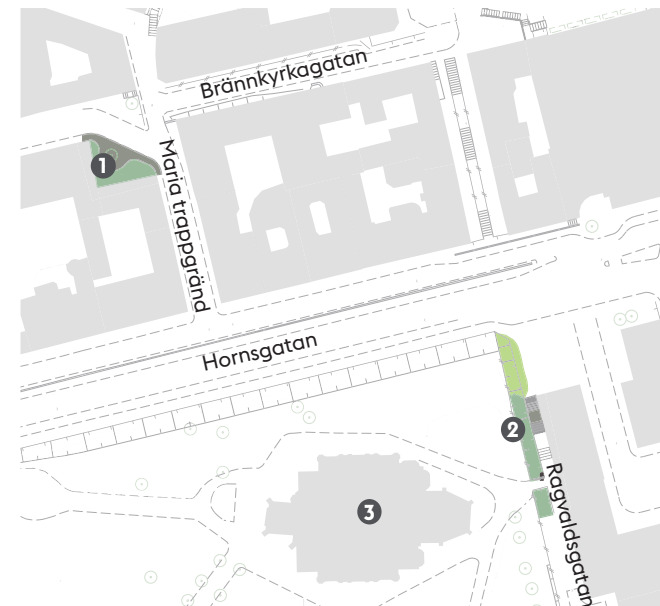 Brännkyrkagatan
1
Maria trappgränd
Hornsgatan
2
Ragvaldsgatan
3